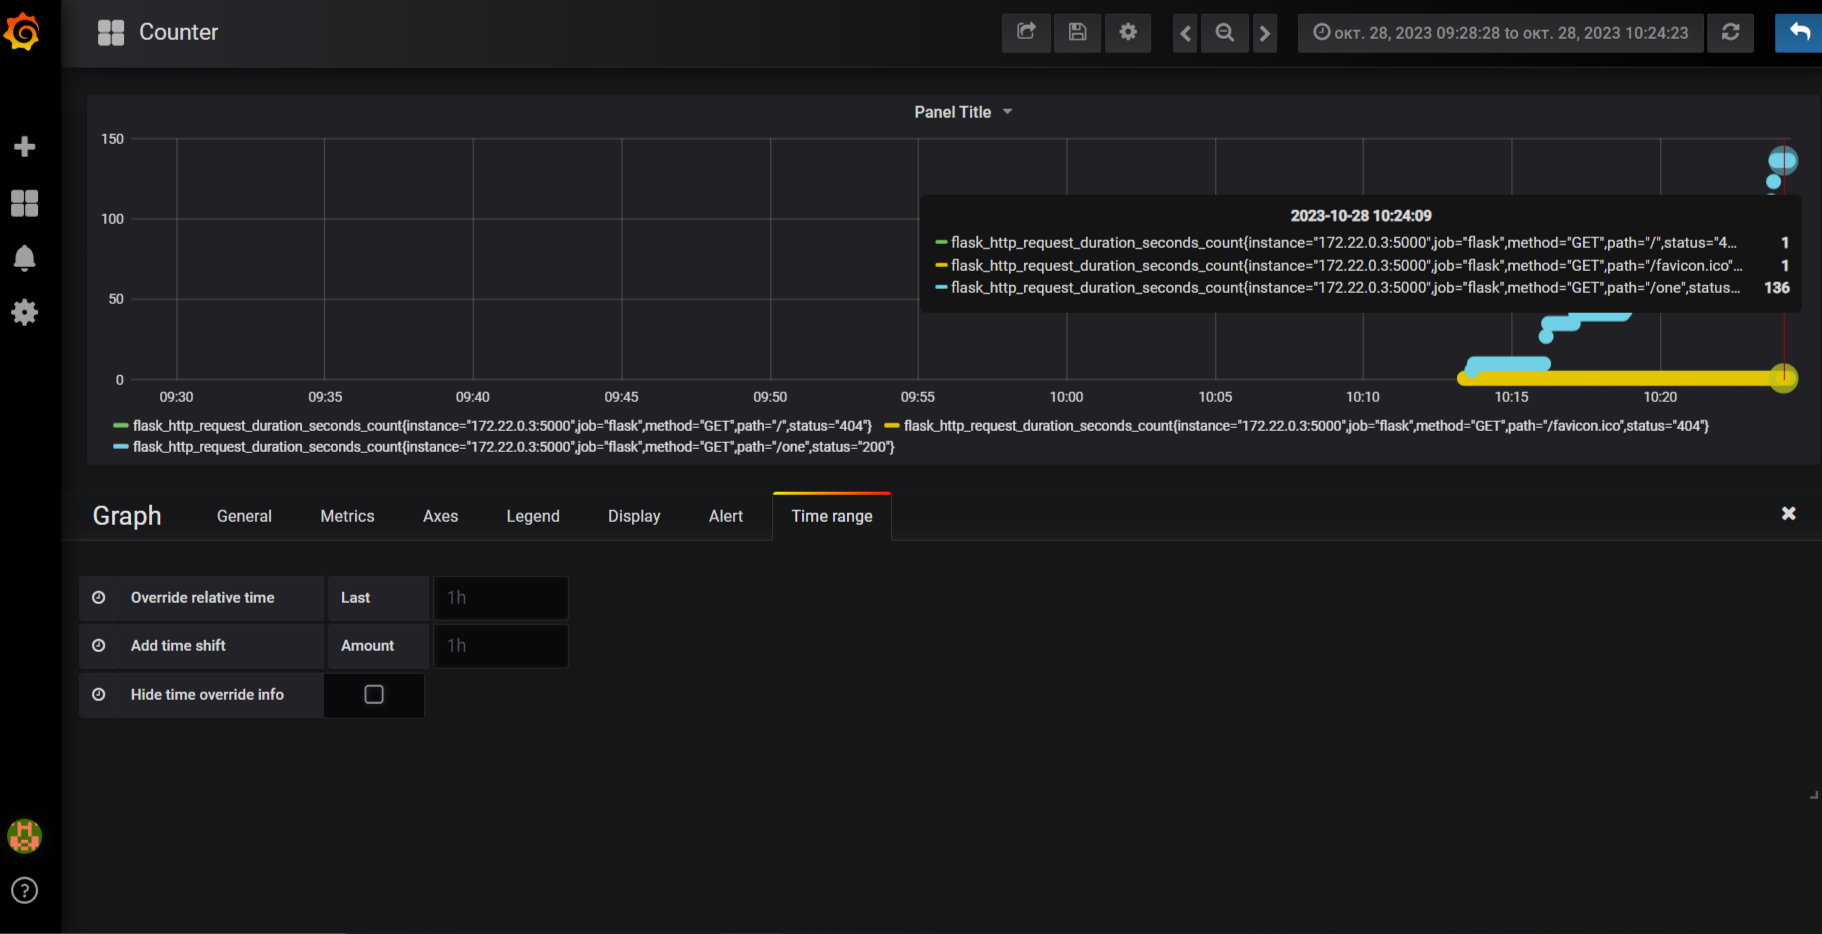 Counter
окт. 28, 2023 09:28:28 to окт. 28, 2023 10:24:23
Panel Title
150
100
50
0
2023-10-28 10:24:09
flask_http_request_duration_seconds_count{instance="172.22.0.3:5000",job="flask",method="GET",path="/",status="4... 1
flask_http_request_duration_seconds_count{instance="172.22.0.3:5000",job="flask",method="GET",path="/favicon.ico"... 1
flask_http_request_duration_seconds_count{instance="172.22.0.3:5000",job="flask",method="GET",path="/one",status... 136
09:30 09:35 09:40 09:45 09:50 09:55 10:00 10:05 10:10 10:15 10:20
flask_http_request_duration_seconds_count{instance="172.22.0.3:5000",job="flask",method="GET",path="/",status="404"} flask_http_request_duration_seconds_count{instance="172.22.0.3:5000",job="flask",method="GET",path="/favicon.ico",status="404"}
flask_http_request_duration_seconds_count{instance="172.22.0.3:5000",job="flask",method="GET",path="/one",status="200"}
Graph General Metrics Axes Legend Display Alert Time range
Override relative time Last 1h
Add time shift Amount 1h
Hide time override info